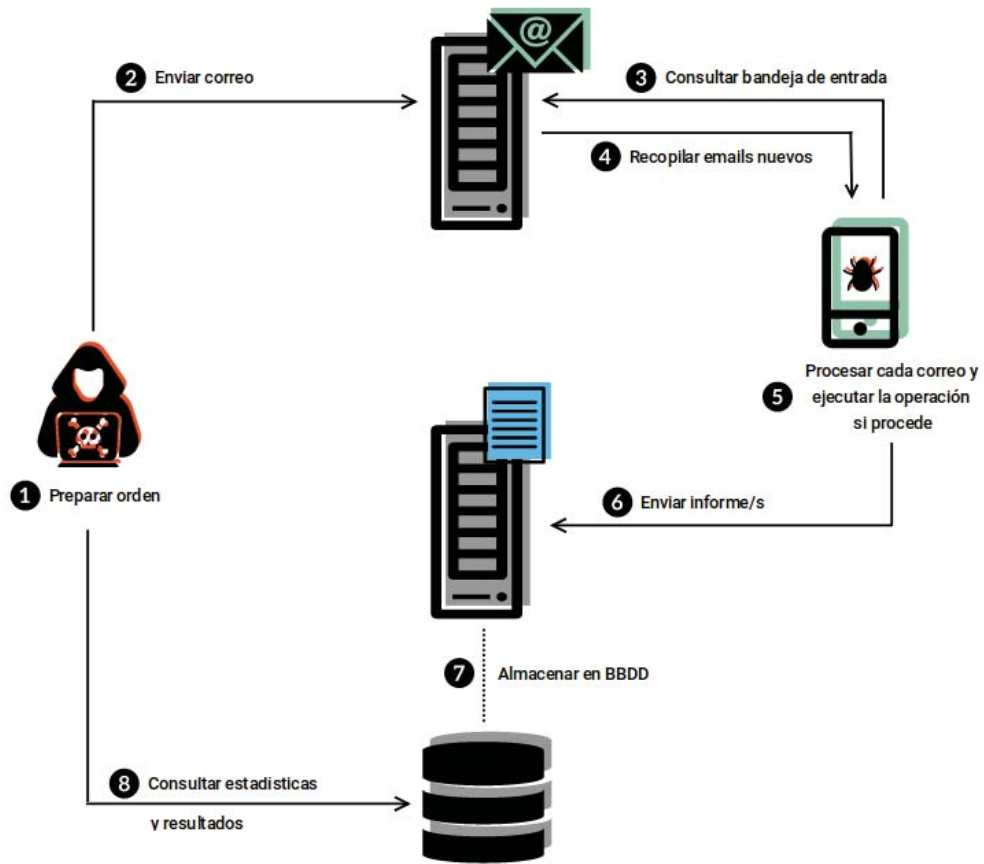 @
2 Enviar correo
3 Consultar bandeja de entrada
4 Recopilar emails nuevos
Procesar cada correo y
5 ejecutar la operación
si procede
1 Preparar orden
6 Enviar informe/s
7 Almacenar en BBDD
8 Consultar estadísticas
y resultados